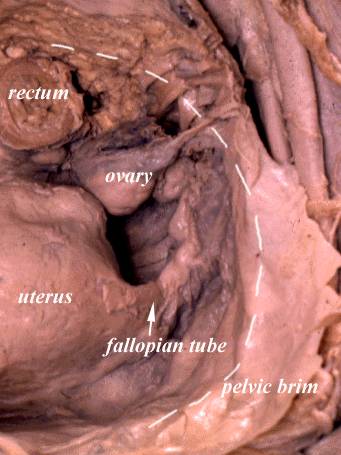 rectum
ovary
uterus
fallopian tube
pelvic brim